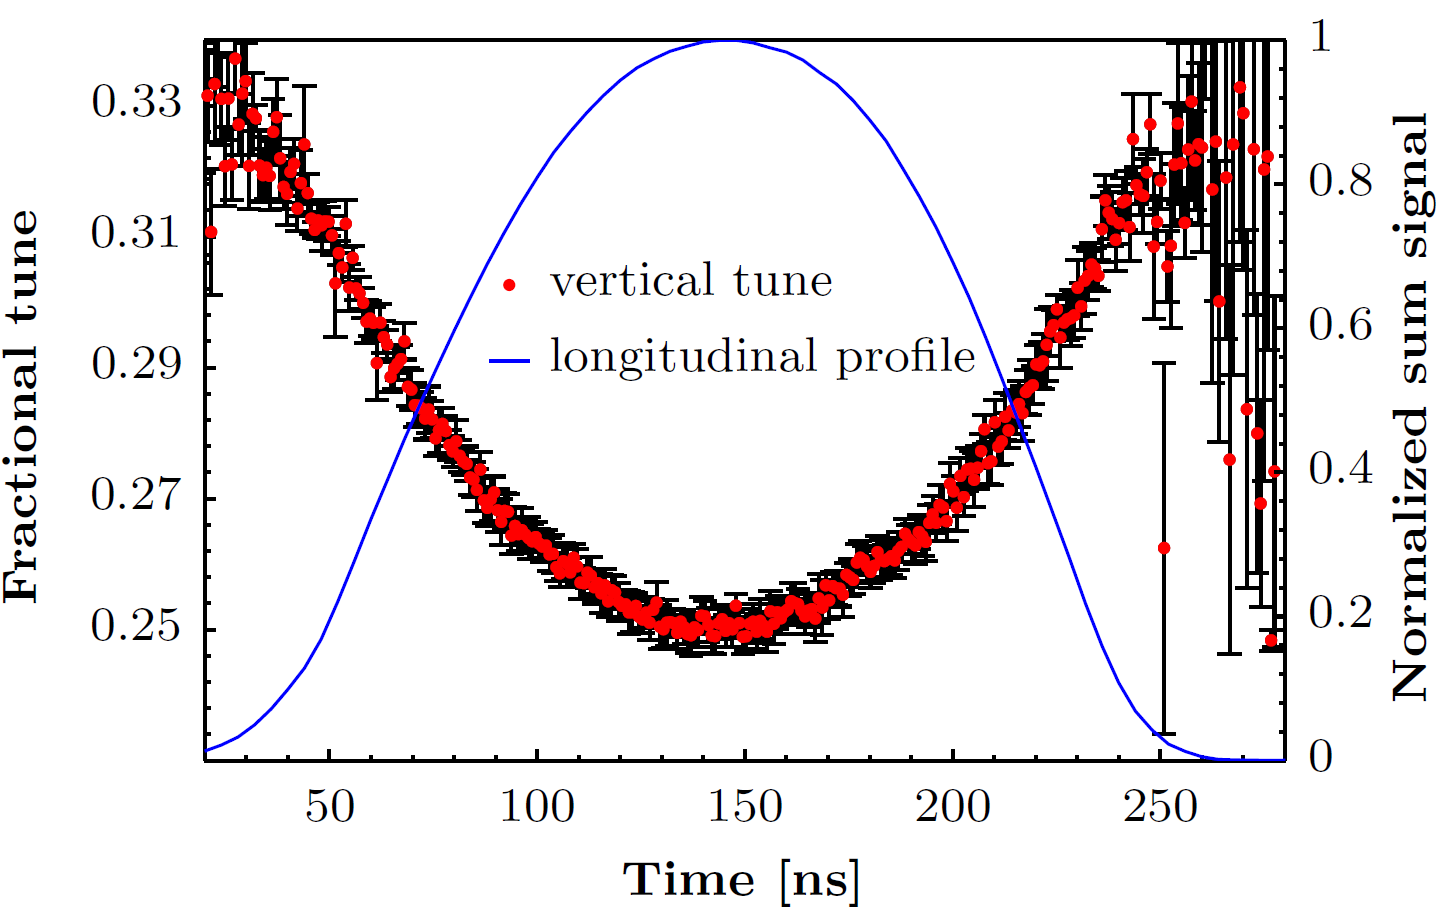 Fractional tune
0.33
0.31
0.29
0.27
0.25
vertical tune
longitudinal profile
1
0.8
0.6
0.4
0.2
0
Normalized sum signal
50 100 150 200 250
Time [ns]